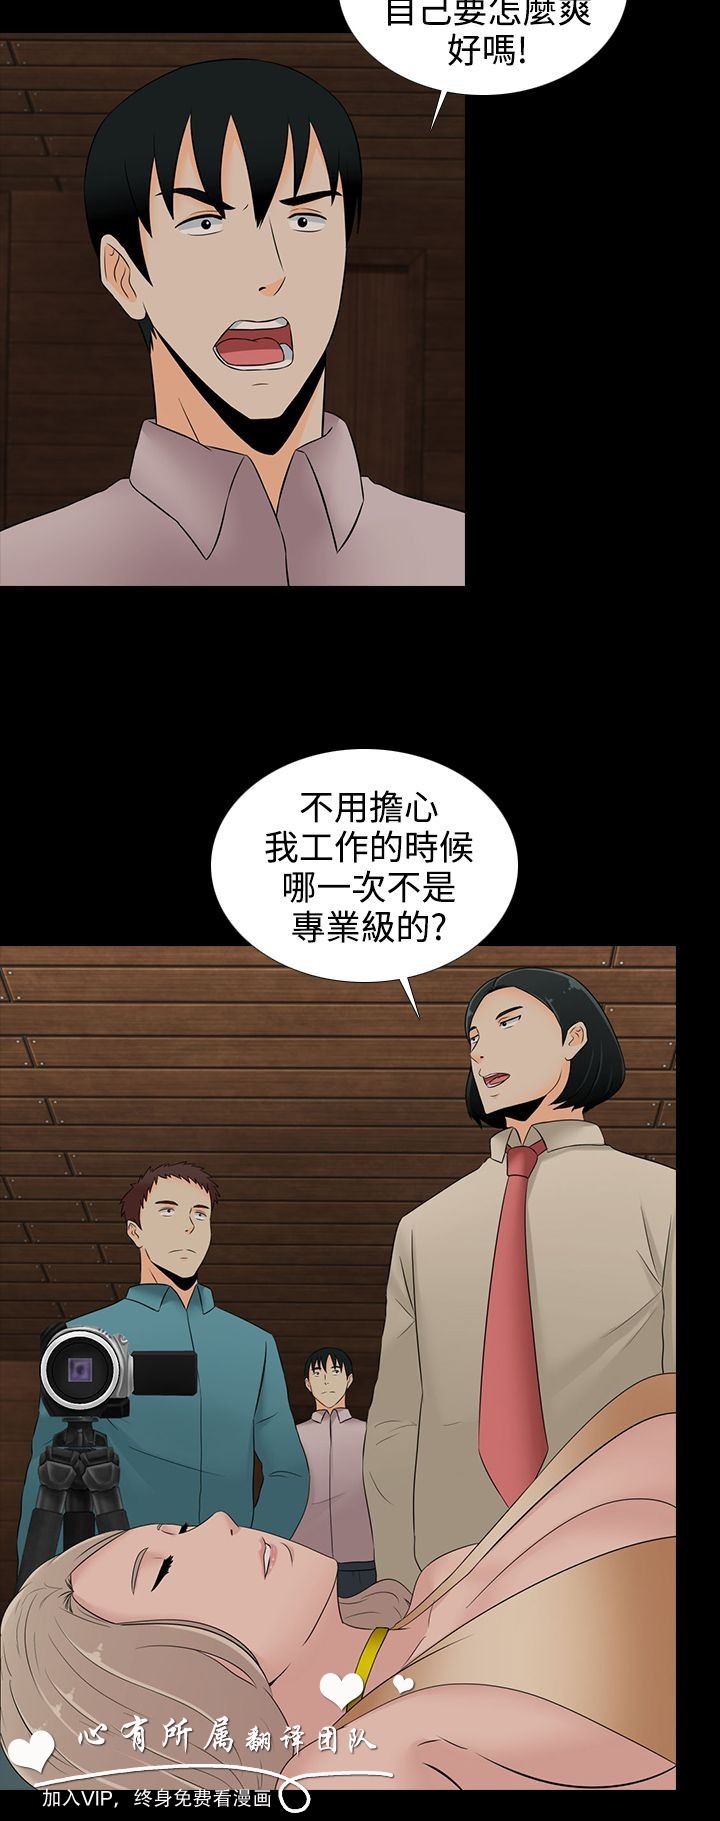 自己要怎麼爽
好嗎!
不用擔心
我工作的時候
哪一次不是
專業級的?
心有所属翻译团队
加入VIP，终身免费看漫画